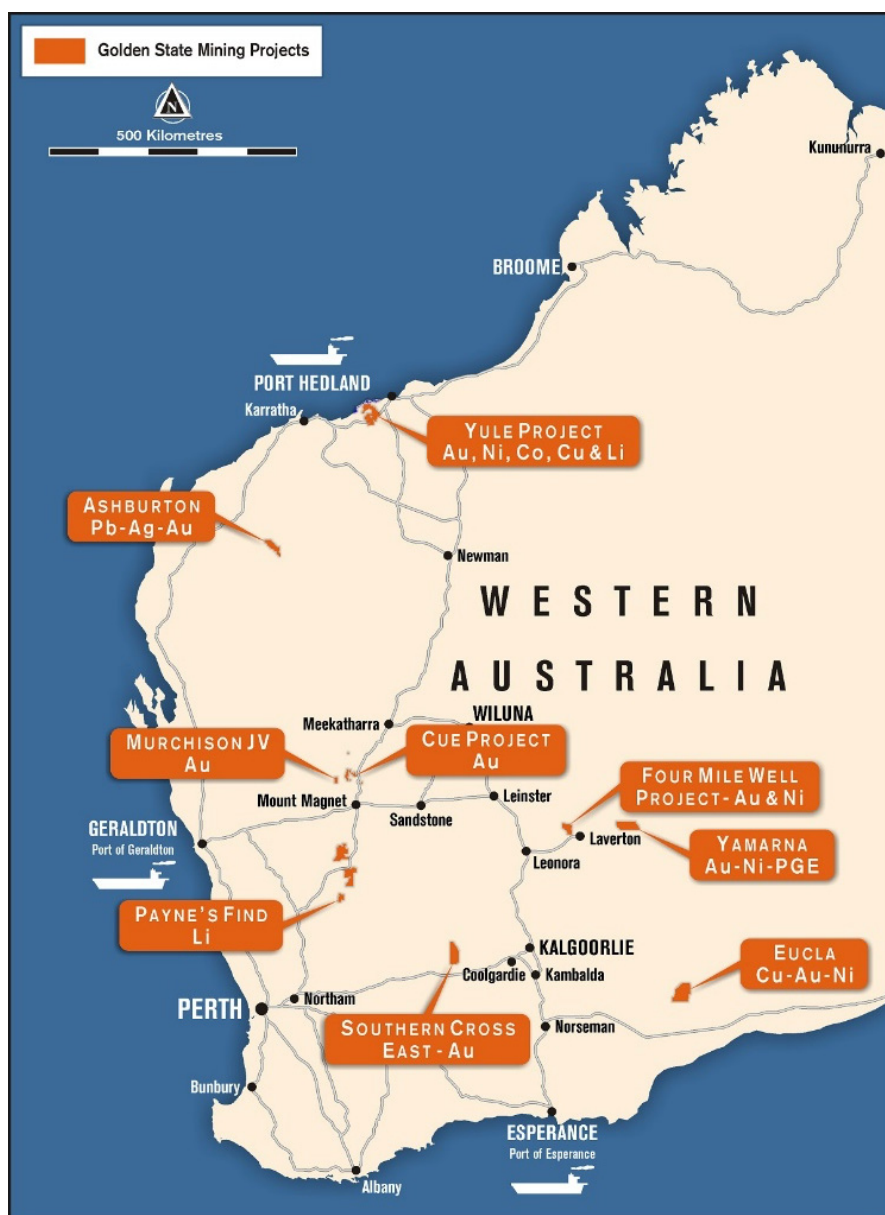 Golden State Mining Projects
N
500 Kilometres
Kununurra
BROOME
PORT HEDLAND
Karratha
YULE PROJECT
Au, Ni, Co, Cu & Li
ASHBURTON
Pb-Ag-Au
Newman
WESTERN
AUSTRALIA
Meekatharra
WILUNA
MURCHISON JV
Au
CUE PROJECT
Au
Mount Magnet
Sandstone
Leinster
FOUR MILE WELL
PROJECT- Au & Ni
GERALDTON
Port of Geraldton
Laverton
Leonora
YAMARNA
Au-Ni-PGE
PAYNE'S FIND
Li
KALGOORLIE
Coolgardie
Kambalda
EUCLA
Cu-Au-Ni
PERTH
Northam
SOUTHERN CROSS
EAST - Au
Norseman
Bunbury
ESPERANCE
Port of Esperance
Albany